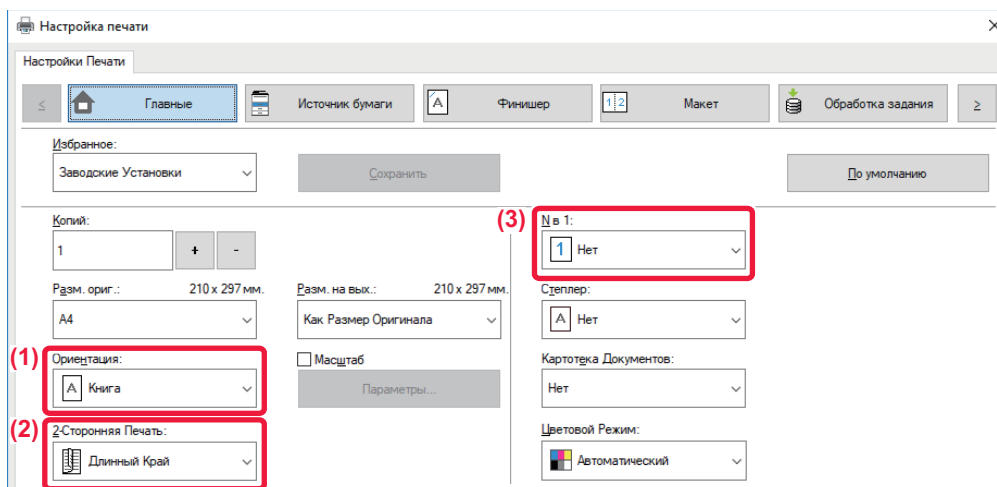 Настройка печати
Настройки Печати
<
Главные
Источник бумаги
A
Финишер
1 2
Макет
Обработка задания
>
Избранное:
Заводские Установки
Сохранить
По умолчанию
Копий:
1
+
-
(3)
N в 1:
1 Нет
Разм. ориг.: 210 x 297 мм.
A4
Разм. на вых.: 210 x 297 мм.
Как Размер Оригинала
Степлер:
A Нет
(1)
Ориентация:
A Книга
Масштаб
Параметры...
Картотека Документов:
Нет
(2)
2-Сторонняя Печать:
Длинный Край
Цветовой Режим:
Автоматический